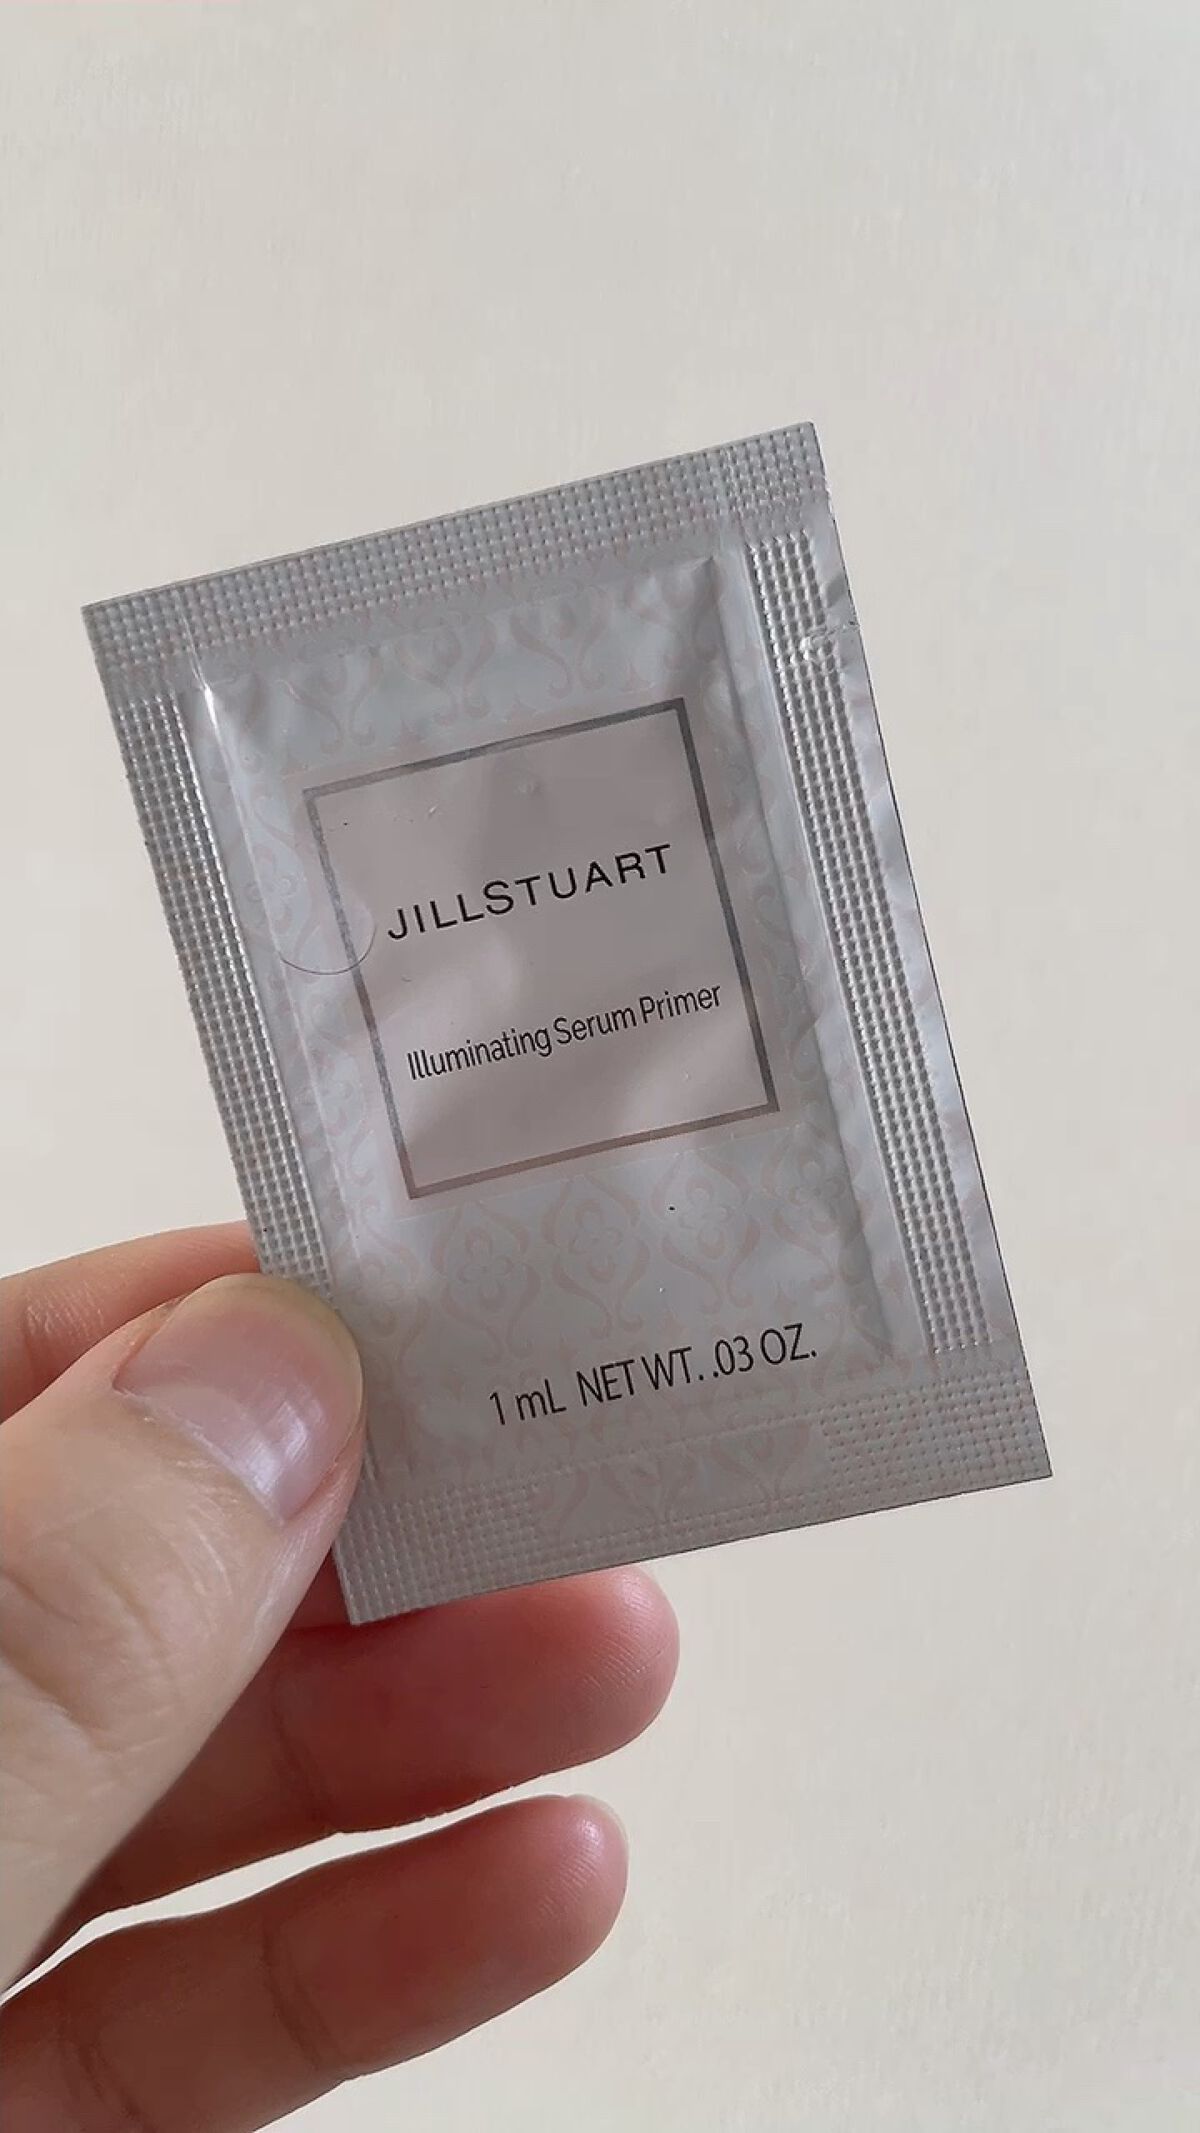 JILLSTUART
Illuminating Serum Primer
1 mL NET WT. .03 OZ.